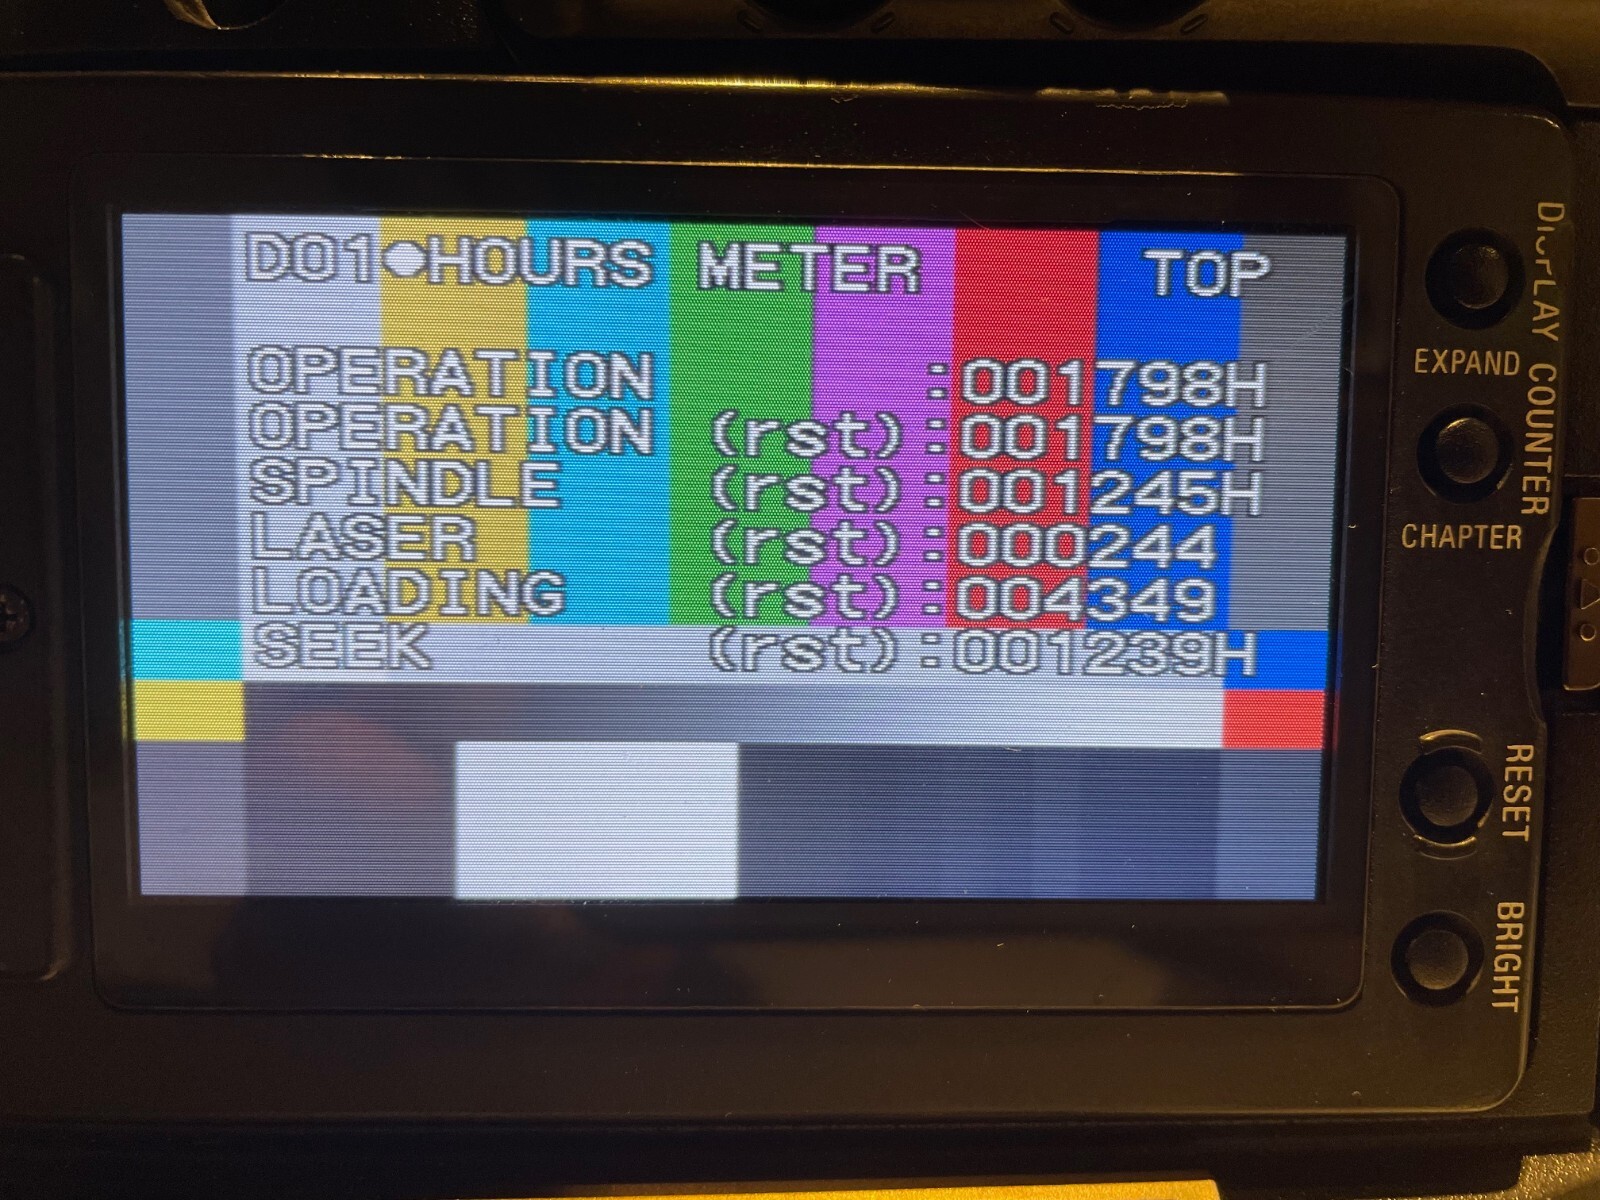 D01●HOURS METER TOP
OPERATION :001798H
OPERATION (rst):001798H
SPINDLE (rst):001245H
LASER (rst):000244
LOADING (rst):004349
SEEK (rst):001239H
DISPLAY COUNTER
EXPAND
CHAPTER
RESET
BRIGHT